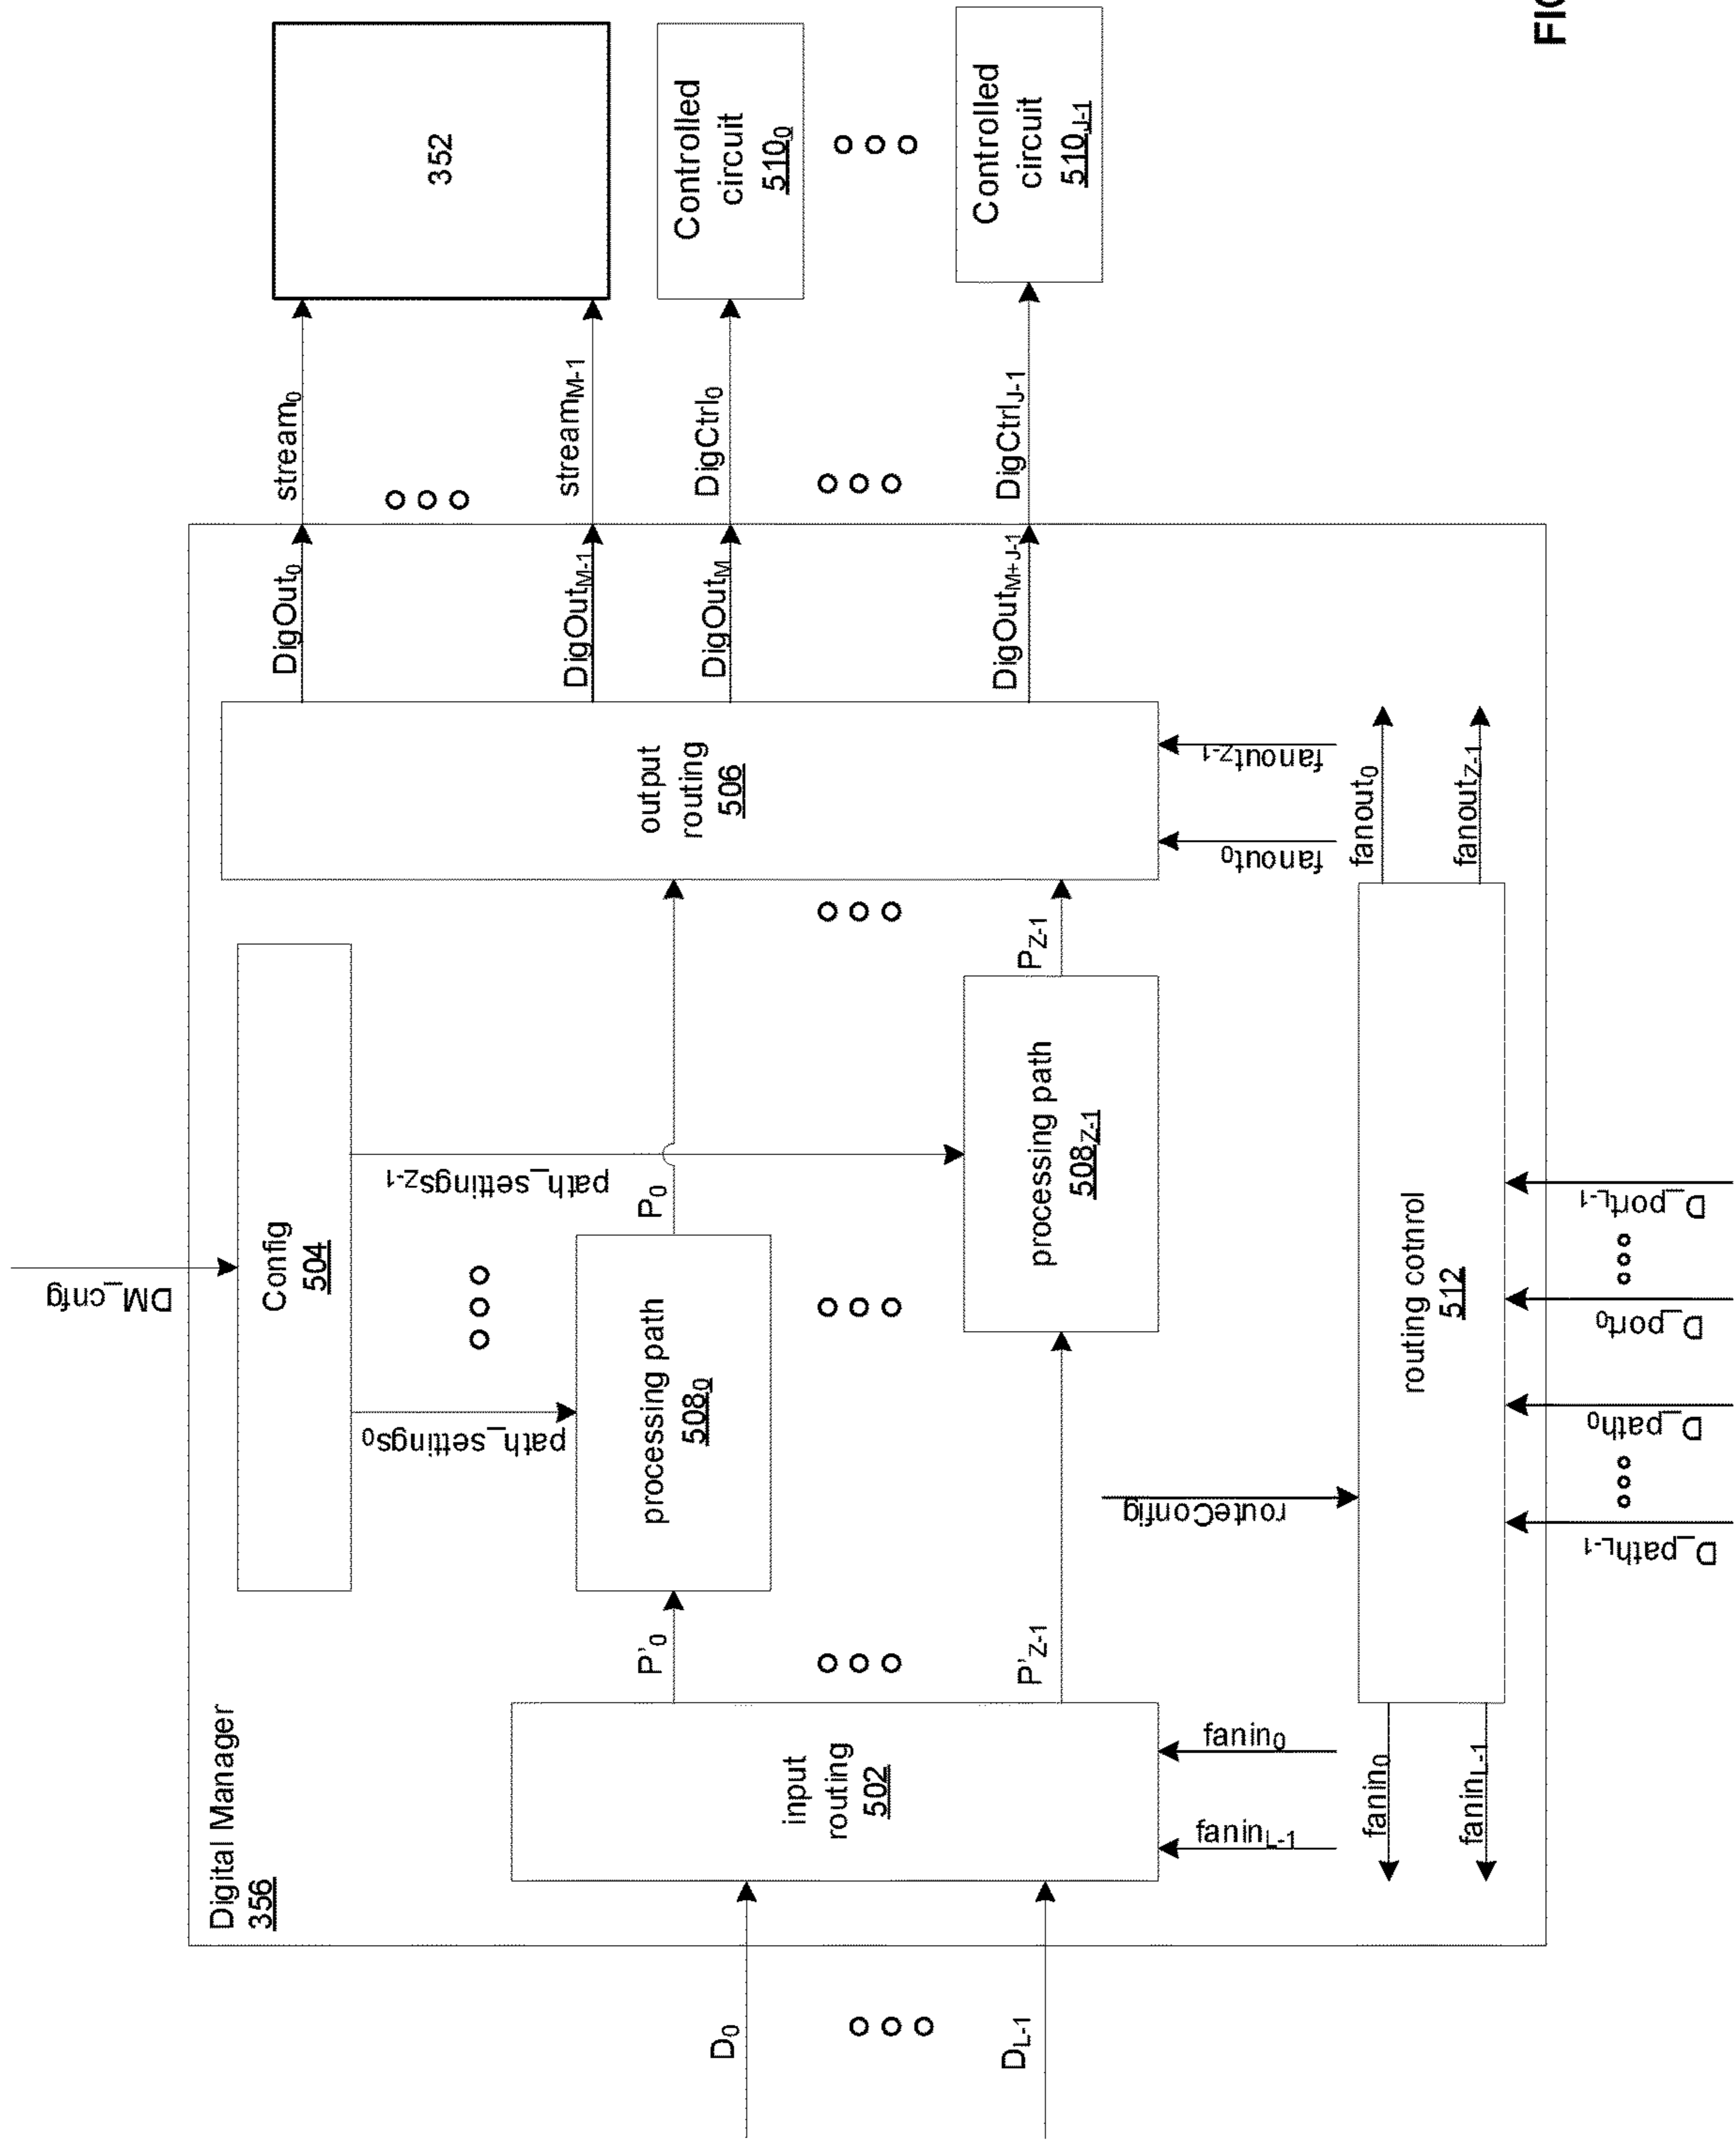 DM_cnfg
Digital Manager
356
Config
504
path_settings0
path_settingsZ-1
D0
DL-1
input
routing
502
P'0
P'Z-1
processing path
5080
processing path
508Z-1
P0
PZ-1
output
routing
506
DigOut0
DigOutM-1
DigOutM
DigOutM+J-1
stream0
streamM-1
DigCtrl0
DigCtrlJ-1
352
Controlled
circuit
5100
Controlled
circuit
510J-1
faninL-1
fanin0
fanout0
fanoutZ-1
routeConfig
fanin0
faninL-1
routing cotnrol
512
fanout0
fanoutZ-1
D_pathL-1
D_path0
D_port0
D_portL-1